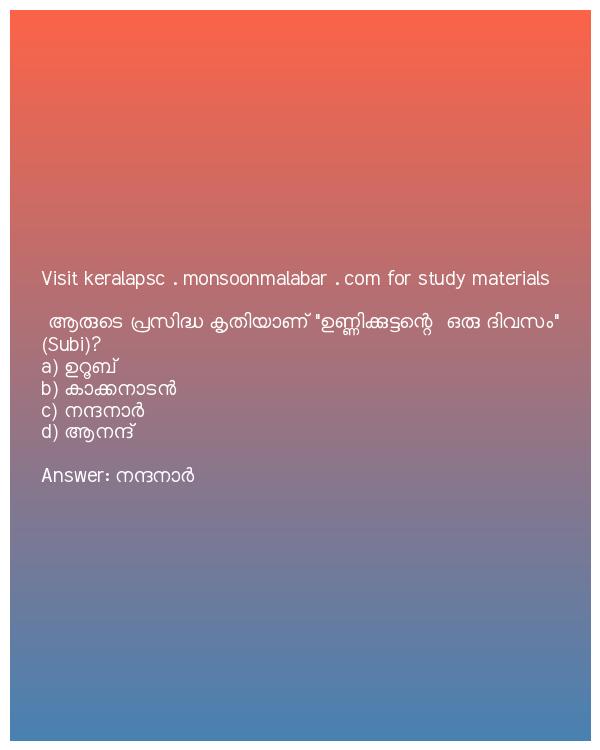 Visit keralapsc . monsoonmalabar . com for study materials
ആരുടെ പ്രസിദ്ധ കൃതിയാണ് "ഉണ്ണിക്കുട്ടന്റെ ഒരു ദിവസം"
(Subi)?
a) ഉറൂബ്
b) കാക്കനാടൻ
c) നന്ദനാർ
d) ആനന്ദ്
Answer: നന്ദനാർ